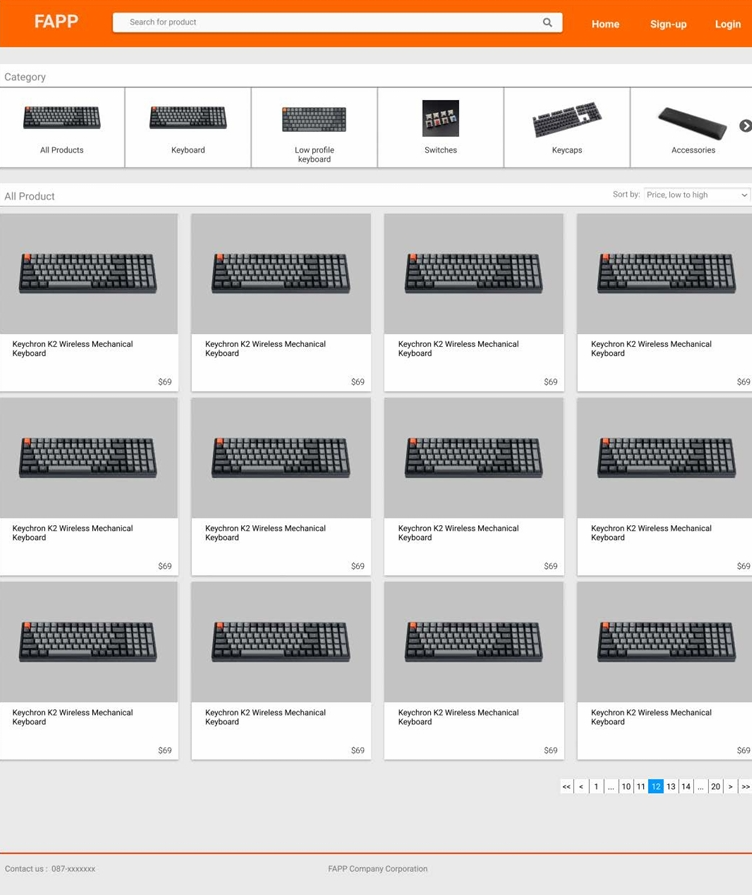 FAPP
Search for product
Home
Sign-up
Login
Category
All Products
Keyboard
Low profile
keyboard
Switches
Keycaps
Accessories
All Product
Sort by:
Price, low to high
Keychron K2 Wireless Mechanical
Keyboard
$69
Keychron K2 Wireless Mechanical
Keyboard
$69
Keychron K2 Wireless Mechanical
Keyboard
$69
Keychron K2 Wireless Mechanical
Keyboard
$69
Keychron K2 Wireless Mechanical
Keyboard
$69
Keychron K2 Wireless Mechanical
Keyboard
$69
Keychron K2 Wireless Mechanical
Keyboard
$69
Keychron K2 Wireless Mechanical
Keyboard
$69
Keychron K2 Wireless Mechanical
Keyboard
$69
Keychron K2 Wireless Mechanical
Keyboard
$69
Keychron K2 Wireless Mechanical
Keyboard
$69
Keychron K2 Wireless Mechanical
Keyboard
$69
<< < 1 ... 10 11 12 13 14 ... 20 > >>
Contact us : 087-xxxxxxx
FAPP Company Corporation